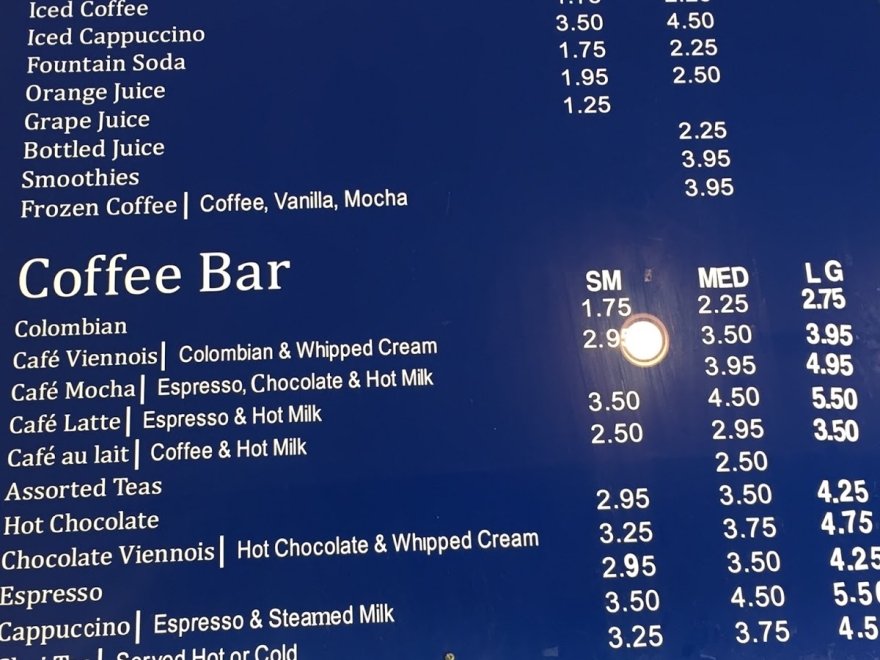 Iced Coffee
Iced Cappuccino 3.50 4.50
Fountain Soda 1.75 2.25
Orange Juice 1.95 2.50
Grape Juice 1.25
Bottled Juice 2.25
Smoothies 3.95
Frozen Coffee | Coffee, Vanilla, Mocha 3.95
Coffee Bar SM MED LG
Colombian 1.75 2.25 2.75
Café Viennois | Colombian & Whipped Cream 3.50 3.95
Café Mocha | Espresso, Chocolate & Hot Milk 3.95 4.95
Café Latte | Espresso & Hot Milk 3.50 4.50 5.50
Café au lait | Coffee & Hot Milk 2.50 2.95 3.50
Assorted Teas 2.50
Hot Chocolate 2.95 3.50 4.25
Chocolate Viennois | Hot Chocolate & Whipped Cream 3.25 3.75 4.75
Espresso 2.95 3.50 4.25
Cappuccino | Espresso & Steamed Milk 3.50 4.50 5.50
Served Hot or Cold 3.25 3.75